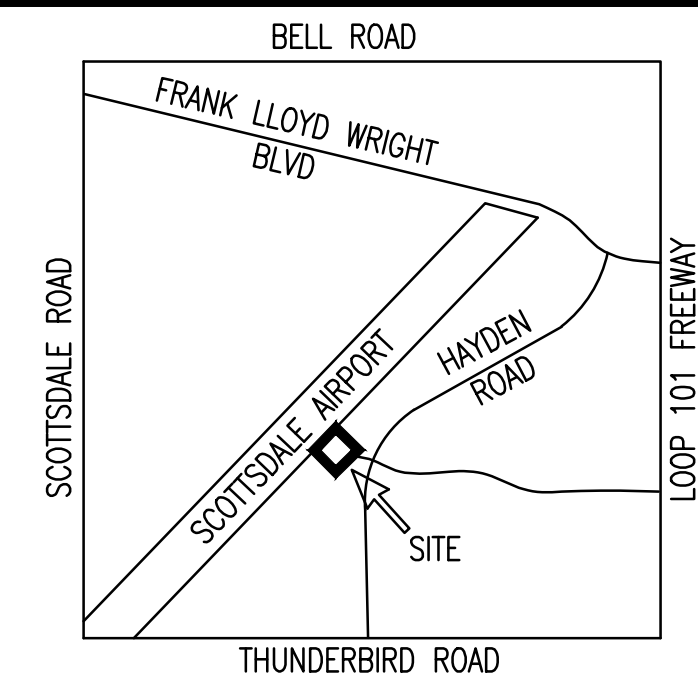 BELL ROAD
FRANK LLOYD WRIGHT
BLVD
SCOTTSDALE ROAD
LOOP 101 FREEWAY
HAYDEN
ROAD
SCOTTSDALE AIRPORT
SITE
THUNDERBIRD ROAD